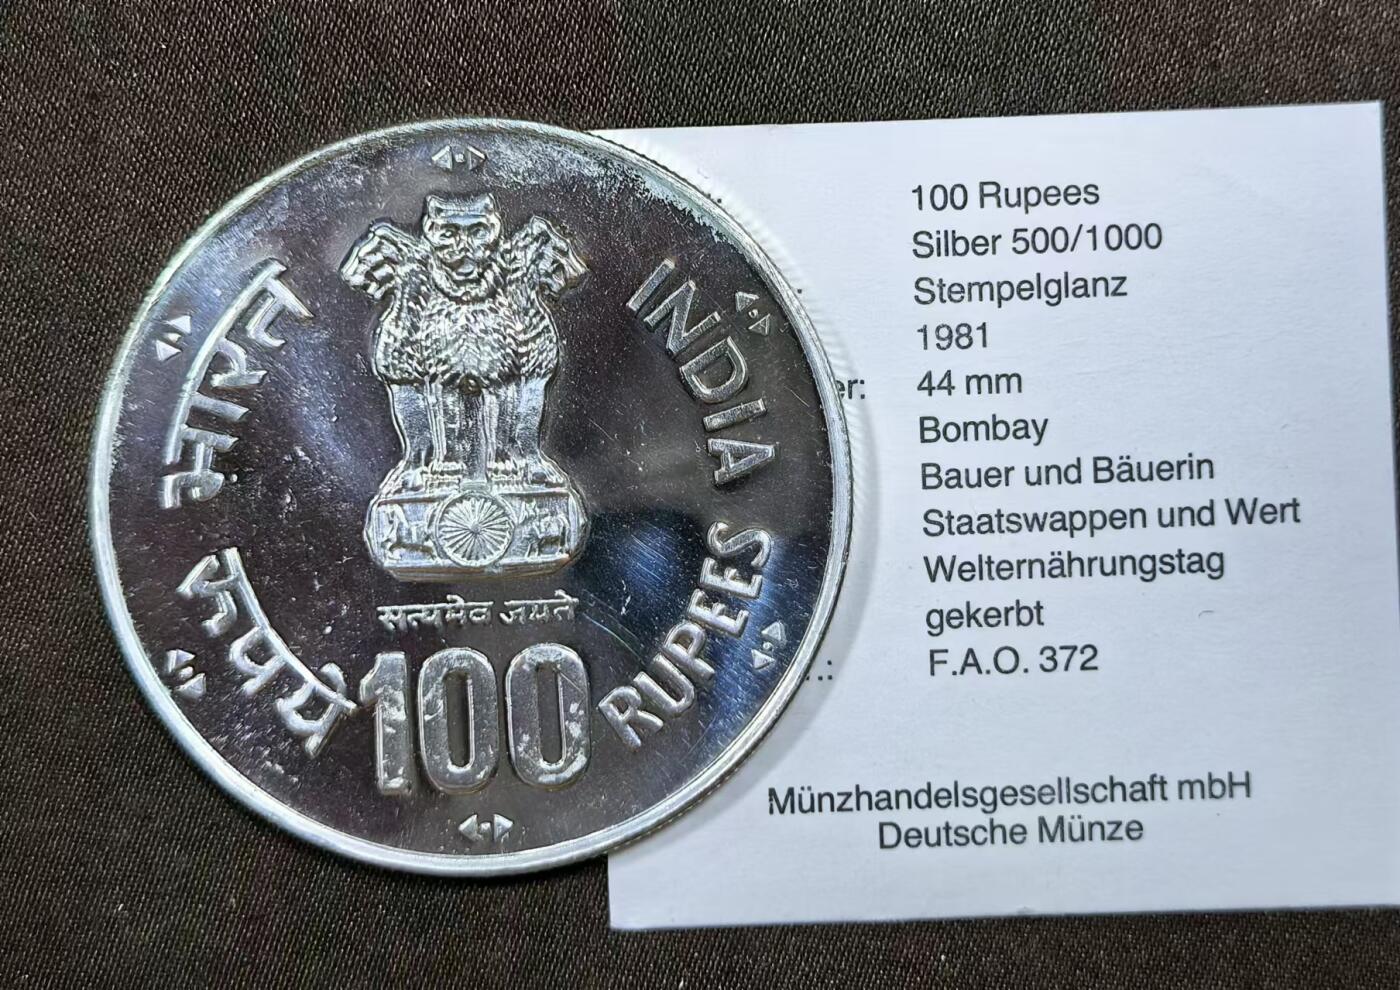 भारत
INDIA
सत्यमेव जयते
रुपये
100
RUPEES
100 Rupees
Silber 500/1000
Stempelglanz
1981
er: 44 mm
Bombay
Bauer und Bäuerin
Staatswappen und Wert
Welternährungstag
gekerbt
F.A.O. 372
Münzhandelsgesellschaft mbH
Deutsche Münze